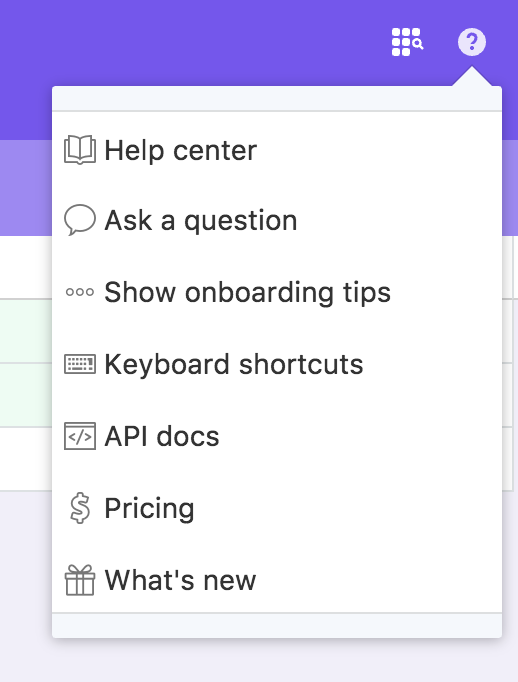 ?
Help center
Ask a question
Show onboarding tips
Keyboard shortcuts
API docs
Pricing
What's new